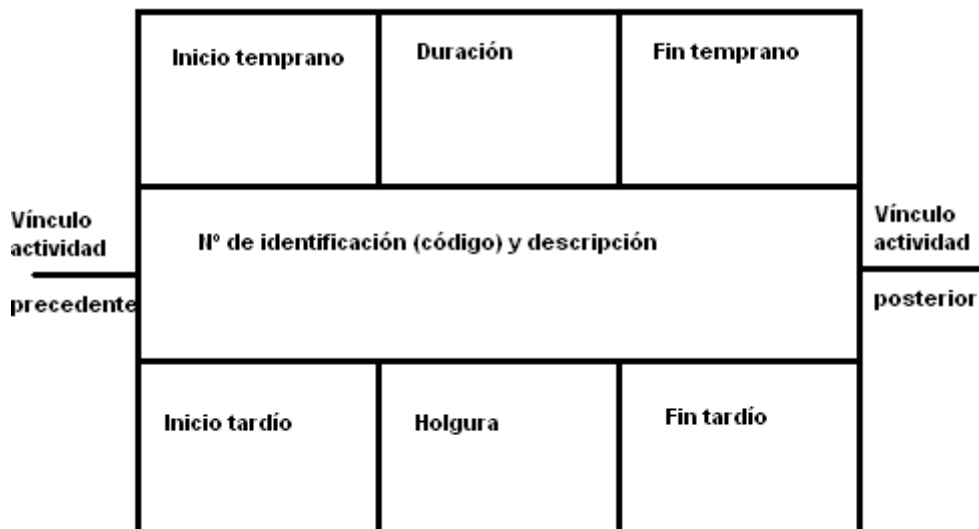 Inicio temprano
Duración
Fin temprano
Vínculo
actividad
precedente
Nº de identificación (código) y descripción
Vínculo
actividad
posterior
Inicio tardío
Holgura
Fin tardío